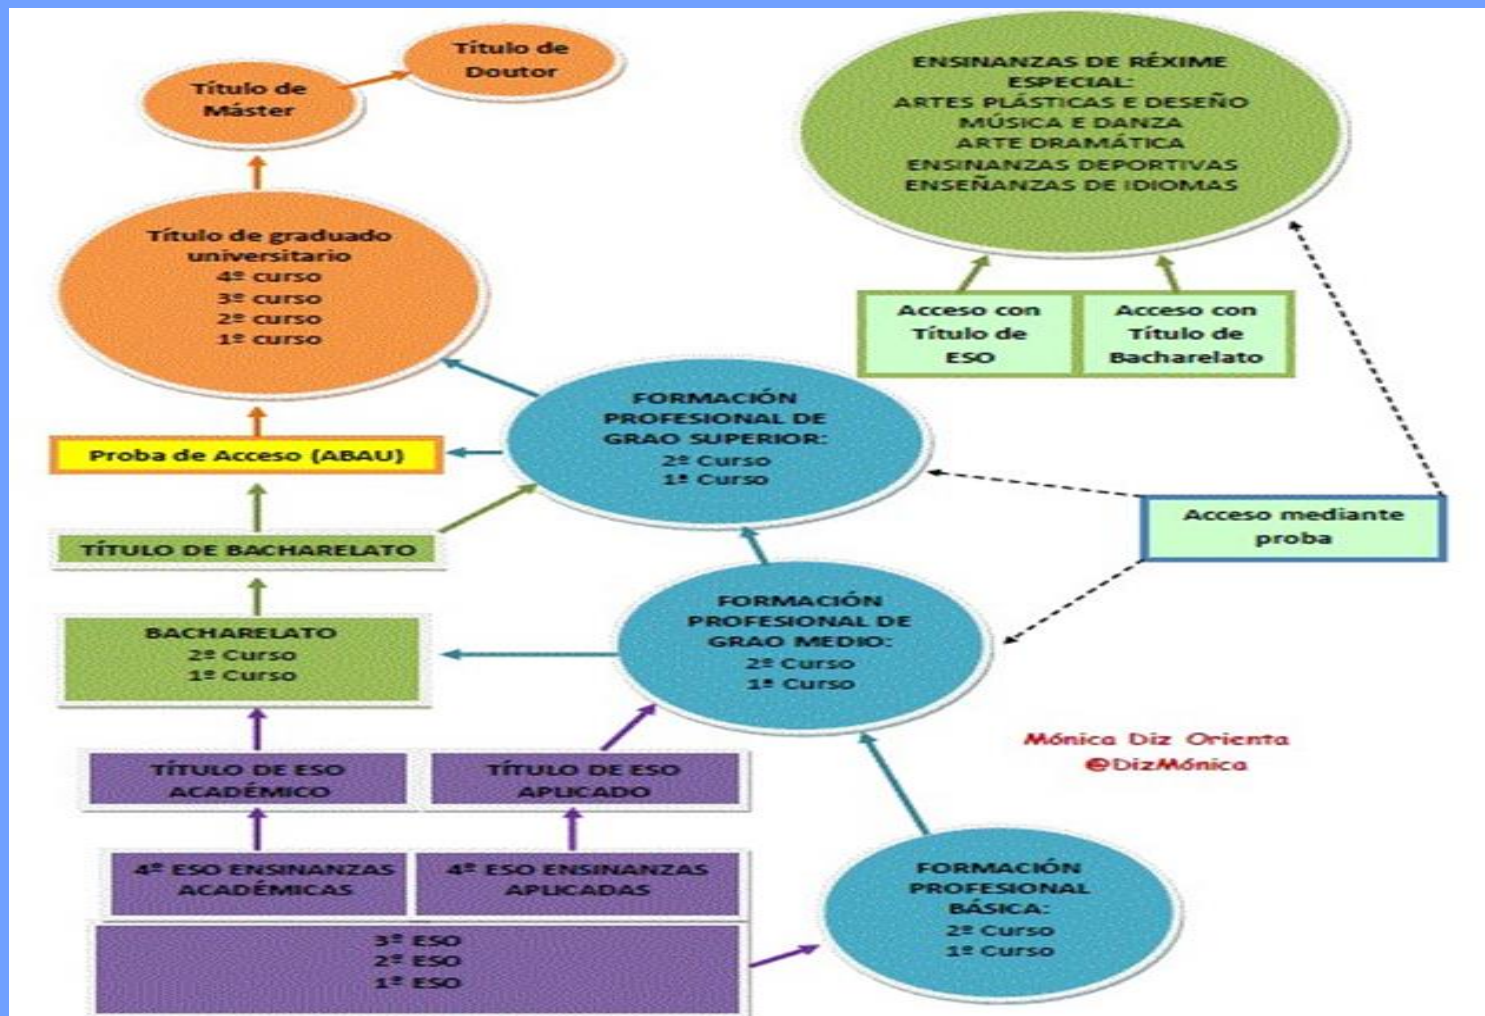 Título de
Doutor
Título de
Máster
ENSINANZAS DE RÉXIME
ESPECIAL:
ARTES PLÁSTICAS E DESEÑO
MÚSICA E DANZA
ARTE DRAMÁTICA
ENSINANZAS DEPORTIVAS
ENSEÑANZAS DE IDIOMAS
Título de graduado
universitario
4º curso
3º curso
2º curso
1º curso
Acceso con
Título de
ESO
Acceso con
Título de
Bacharelato
FORMACIÓN
PROFESIONAL DE
GRAO SUPERIOR:
2º Curso
1º Curso
Proba de Acceso (ABAU)
Acceso mediante
proba
TÍTULO DE BACHARELATO
FORMACIÓN
PROFESIONAL DE
GRAO MEDIO:
2º Curso
1º Curso
BACHARELATO
2º Curso
1º Curso
Mónica Diz Orienta
@DizMónica
TÍTULO DE ESO
ACADÉMICO
TÍTULO DE ESO
APLICADO
4º ESO ENSINANZAS
ACADÉMICAS
4º ESO ENSINANZAS
APLICADAS
FORMACIÓN
PROFESIONAL
BÁSICA:
2º Curso
1º Curso
3º ESO
2º ESO
1º ESO